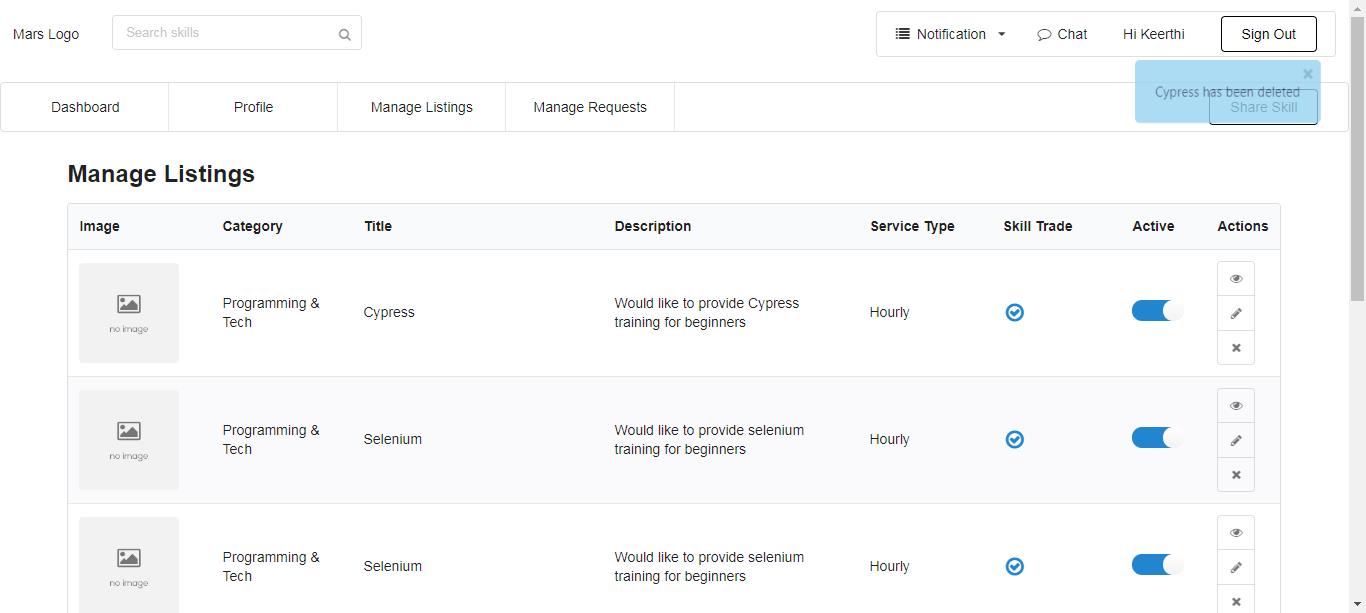 Mars Logo
Search skills
Notification
Chat
Hi Keerthi
Sign Out
Cypress has been deleted
Dashboard
Profile
Manage Listings
Manage Requests
Share Skill
Manage Listings
Image Category Title Description Service Type Skill Trade Active Actions
no image
Programming &
Tech
Cypress
Would like to provide Cypress
training for beginners
Hourly
no image
Programming &
Tech
Selenium
Would like to provide selenium
training for beginners
Hourly
no image
Programming &
Tech
Selenium
Would like to provide selenium
training for beginners
Hourly